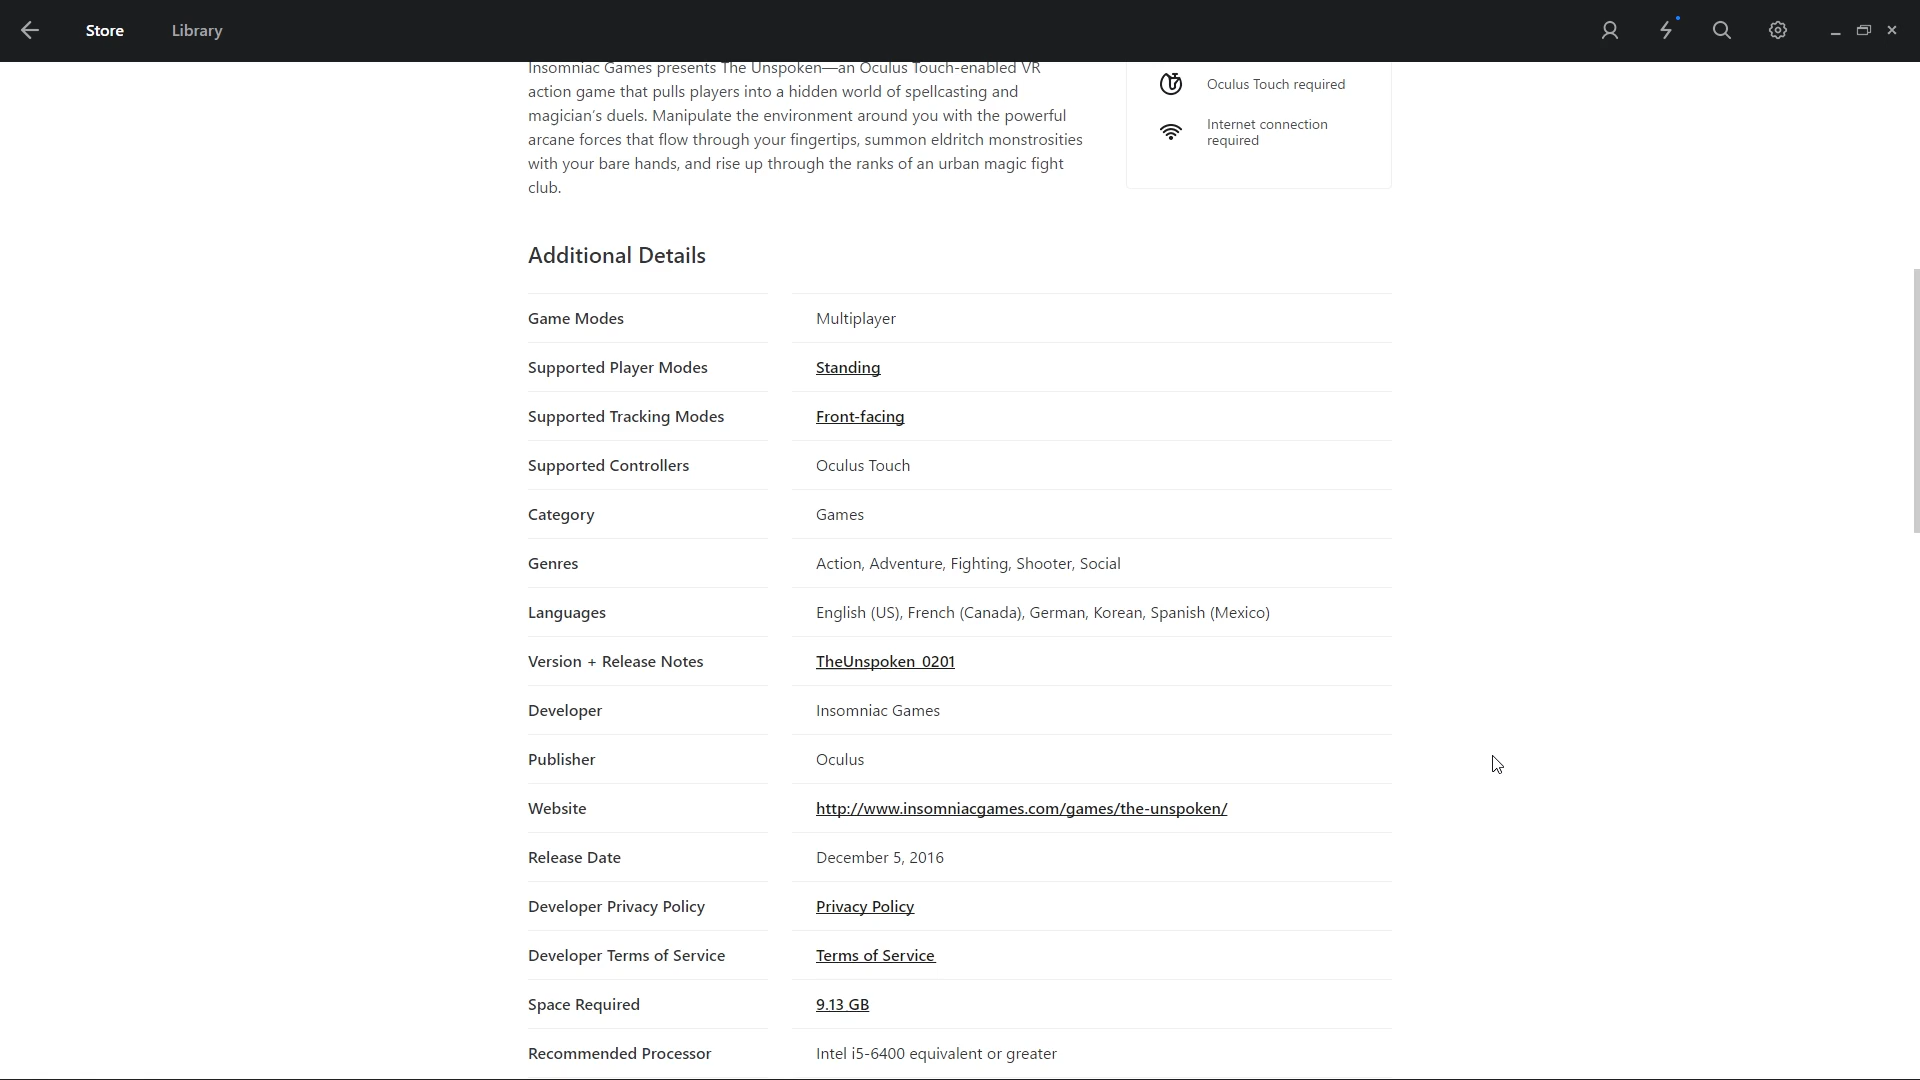 Store
Library
Insomniac Games presents The Unspoken—an Oculus Touch-enabled VR
action game that pulls players into a hidden world of spellcasting and
magician's duels. Manipulate the environment around you with the powerful
arcane forces that flow through your fingertips, summon eldritch monstrosities
with your bare hands, and rise up through the ranks of an urban magic fight
club.
Oculus Touch required
Internet connection
required
Additional Details
Game Modes
Multiplayer
Supported Player Modes
Standing
Supported Tracking Modes
Front-facing
Supported Controllers
Oculus Touch
Category
Games
Genres
Action, Adventure, Fighting, Shooter, Social
Languages
English (US), French (Canada), German, Korean, Spanish (Mexico)
Version + Release Notes
TheUnspoken_0201
Developer
Insomniac Games
Publisher
Oculus
Website
http://www.insomniacgames.com/games/the-unspoken/
Release Date
December 5, 2016
Developer Privacy Policy
Privacy Policy
Developer Terms of Service
Terms of Service
Space Required
9.13 GB
Recommended Processor
Intel i5-6400 equivalent or greater